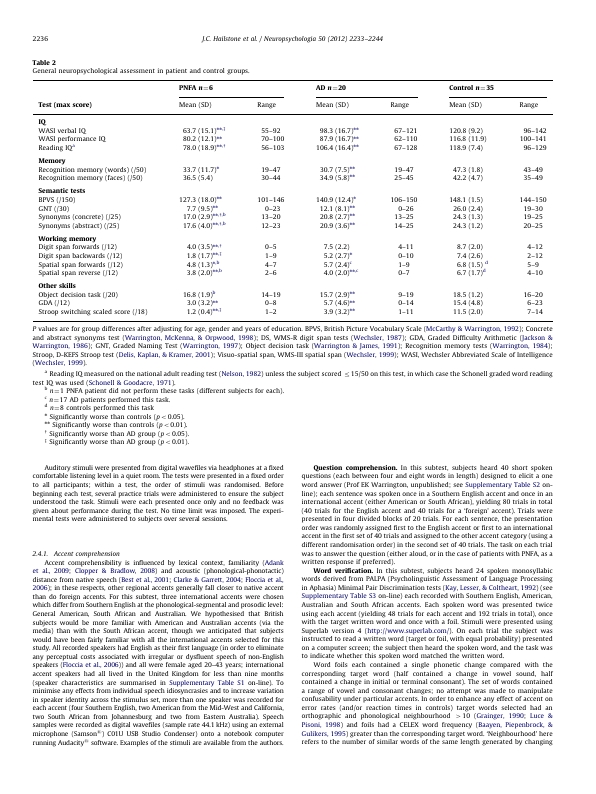 2236
J.C. Hailstone et al. / Neuropsychologia 50 (2012) 2233–2244
Table 2
General neuropsychological assessment in patient and control groups.
PNFA n=6 AD n=20 Control n=35
Test (max score) Mean (SD) Range Mean (SD) Range Mean (SD) Range
IQ
WASI verbal IQ 63.7 (15.1)**,‡ 55–92 98.3 (16.7)** 67–121 120.8 (9.2) 96–142
WASI performance IQ 80.2 (12.1)** 70–100 87.9 (16.7)** 62–110 116.8 (11.9) 100–141
Reading IQa 78.0 (18.9)**,† 56–103 106.4 (16.4)** 67–128 118.9 (7.4) 96–129
Memory
Recognition memory (words) (/50) 33.7 (11.7)* 19–47 30.7 (7.5)** 19–47 47.3 (1.8) 43–49
Recognition memory (faces) (/50) 36.5 (5.4) 30–44 34.9 (5.8)** 25–45 42.2 (4.7) 35–49
Semantic tests
BPVS (/150) 127.3 (18.0)** 101–146 140.9 (12.4)* 106–150 148.1 (1.5) 144–150
GNT (/30) 7.7 (9.5)** 0–23 12.1 (8.1)** 0–26 26.0 (2.4) 19–30
Synonyms (concrete) (/25) 17.0 (2.9)**,†,b 13–20 20.8 (2.7)** 13–25 24.3 (1.3) 19–25
Synonyms (abstract) (/25) 17.6 (4.0)**,†,b 12–23 20.9 (3.6)** 14–25 24.3 (1.2) 20–25
Working memory
Digit span forwards (/12) 4.0 (3.5)**,† 0–5 7.5 (2.2) 4–11 8.7 (2.0) 4–12
Digit span backwards (/12) 1.8 (1.7)**,‡ 1–9 5.2 (2.7)* 0–10 7.4 (2.6) 2–12
Spatial span forwards (/12) 4.8 (1.3)*,b 4–7 5.7 (2.4)c 1–9 6.8 (1.5) d 5–9
Spatial span reverse (/12) 3.8 (2.0)**,b 2–6 4.0 (2.0)**,c 0–7 6.7 (1.7)d 4–10
Other skills
Object decision task (/20) 16.8 (1.9)b 14–19 15.7 (2.9)** 9–19 18.5 (1.2) 16–20
GDA (/12) 3.0 (3.2)** 0–8 5.7 (4.6)** 0–14 15.4 (4.8) 6–23
Stroop switching scaled score (/18) 1.2 (0.4)**,‡ 1–2 3.9 (3.2)** 1–11 11.5 (2.0) 7–14
P values are for group differences after adjusting for age, gender and years of education. BPVS, British Picture Vocabulary Scale (McCarthy & Warrington, 1992); Concrete
and abstract synonyms test (Warrington, McKenna, & Orpwood, 1998); DS, WMS-R digit span tests (Wechsler, 1987); GDA, Graded Difficulty Arithmetic (Jackson &
Warrington, 1986); GNT, Graded Naming Test (Warrington, 1997); Object decision task (Warrington & James, 1991); Recognition memory tests (Warrington, 1984);
Stroop, D-KEFS Stroop test (Delis, Kaplan, & Kramer, 2001); Visuo-spatial span, WMS-III spatial span (Wechsler, 1999); WASI, Wechsler Abbreviated Scale of Intelligence
(Wechsler, 1999).
a Reading IQ measured on the national adult reading test (Nelson, 1982) unless the subject scored ≤15/50 on this test, in which case the Schonell graded word reading
test IQ was used (Schonell & Goodacre, 1971).
b n=1 PNFA patient did not perform these tasks (different subjects for each).
c n=17 AD patients performed this task.
d n=8 controls performed this task
* Significantly worse than controls (p<0.05).
** Significantly worse than controls (p<0.01).
† Significantly worse than AD group (p<0.05).
‡ Significantly worse than AD group (p<0.01).
Auditory stimuli were presented from digital wavefiles via headphones at a fixed
comfortable listening level in a quiet room. The tests were presented in a fixed order
to all participants; within a test, the order of stimuli was randomised. Before
beginning each test, several practice trials were administered to ensure the subject
understood the task. Stimuli were presented once only and no feedback was
given about performance during the test. No time limit was imposed. The experi-
mental tests were administered to subjects over several sessions.
2.4.1. Accent comprehension
Accent comprehensibility is influenced by lexical context, familiarity (Adank
et al., 2009; Clopper & Bradlow, 2008) and acoustic (phonological-phonotactic)
distance from native speech (Best et al., 2001; Clarke & Garrett, 2004; Floccia et al.,
2006); in these respects, other regional accents generally fall closer to native accent
than do foreign accents. For this subtest, three international accents were chosen
which differ from Southern English at the phonological-segmental and prosodic level:
General American, South African and Australian. We hypothesised that British
subjects would be more familiar with American and Australian accents (via the
media) than with the South African accent, though we anticipated that subjects
would have been fairly familiar with all the international accents selected for this
study. All recorded speakers had English as their first language (in order to eliminate
any perceptual costs associated with irregular or dysfluent speech of non-English
speakers (Floccia et al., 2006)) and all were female aged 20–43 years; international
accent speakers had all lived in the United Kingdom for less than nine months
(speaker characteristics are summarised in Supplementary Table S1 on-line). To
minimise any effects from individual speech idiosyncrasies and to increase variation
in speaker identity across the stimulus set, more than one speaker was recorded for
each accent (four Southern English, two American from the Mid-West and California,
two South African from Johannesburg and two from Eastern Australia). Speech
samples were recorded as digital wavefiles (sample rate 44.1 kHz) using an external
microphone (Samson® C01U USB Studio Condenser) onto a notebook computer
running Audacity® software. Examples of the stimuli are available from the authors.
Question comprehension. In this subtest, subjects heard 40 short spoken
questions (each between four and eight words in length) designed to elicit a one
word answer (Prof EK Warrington, unpublished; see Supplementary Table S2 on-
line); each sentence was spoken once in a Southern English accent and once in an
international accent (either American or South African), yielding 80 trials in total
(40 trials for the English accent and 40 trials for a 'foreign' accent). Trials were
presented in four divided blocks of 20 trials. For each sentence, the presentation
order was randomly assigned first to the English accent or first to an international
accent in the first set of 40 trials and assigned to the other accent category (using a
different randomisation order) in the second set of 40 trials. The task on each trial
was to answer the question (either aloud, or in the case of patients with PNFA, as a
written response if preferred).
Word verification. In this subtest, subjects heard 24 spoken monosyllabic
words derived from PALPA (Psycholinguistic Assessment of Language Processing
in Aphasia) Minimal Pair Discrimination tests (Kay, Lesser, & Coltheart, 1992) (see
Supplementary Table S3 on-line) each recorded with Southern English, American,
Australian and South African accents. Each spoken word was presented twice
using each accent (yielding 48 trials for each accent and 192 trials in total), once
with the target written word and once with a foil. Stimuli were presented using
Superlab version 4 (http://www.superlab.com/). On each trial the subject was
instructed to read a written word (target or foil, with equal probability) presented
on a computer screen; the subject then heard the spoken word, and the task was
to indicate whether this spoken word matched the written word.
Word foils each contained a single phonetic change compared with the
corresponding target word (half contained a change in vowel sound, half
contained a change in initial or terminal consonant). The set of words contained
a range of vowel and consonant changes; no attempt was made to manipulate
confusability under particular accents. In order to enhance any effect of accent on
error rates (and/or reaction times in controls) target words selected had an
orthographic and phonological neighbourhood >10 (Grainger, 1990; Luce &
Pisoni, 1998) and foils had a CELEX word frequency (Baayen, Piepenbrock, &
Gulikers, 1995) greater than the corresponding target word. 'Neighbourhood' here
refers to the number of similar words of the same length generated by changing